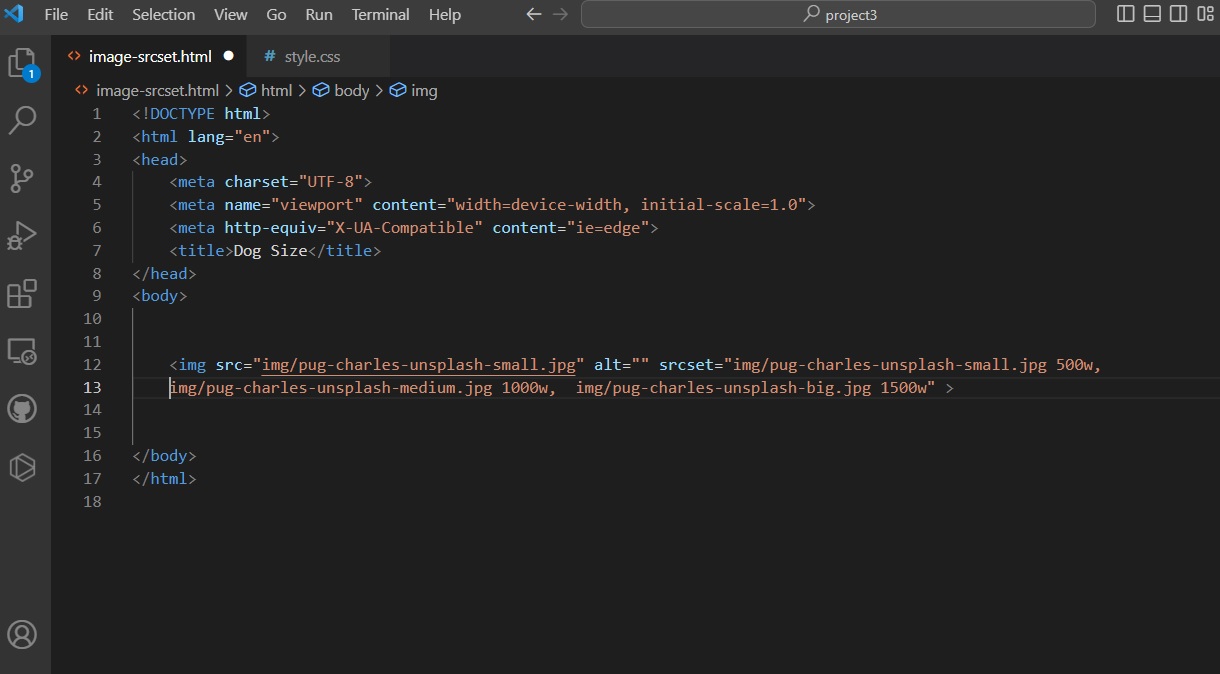 File Edit Selection View Go Run Terminal Help project3
image-srcset.html # style.css
1
image-srcset.html > html > body > img
1 <!DOCTYPE html>
2 <html lang="en">
3 <head>
4 <meta charset="UTF-8">
5 <meta name="viewport" content="width=device-width, initial-scale=1.0">
6 <meta http-equiv="X-UA-Compatible" content="ie=edge">
7 <title>Dog Size</title>
8 </head>
9 <body>
10
11
12 <img src="img/pug-charles-unsplash-small.jpg" alt="" srcset="img/pug-charles-unsplash-small.jpg 500w,
13 img/pug-charles-unsplash-medium.jpg 1000w,  img/pug-charles-unsplash-big.jpg 1500w" >
14
15
16 </body>
17 </html>
18